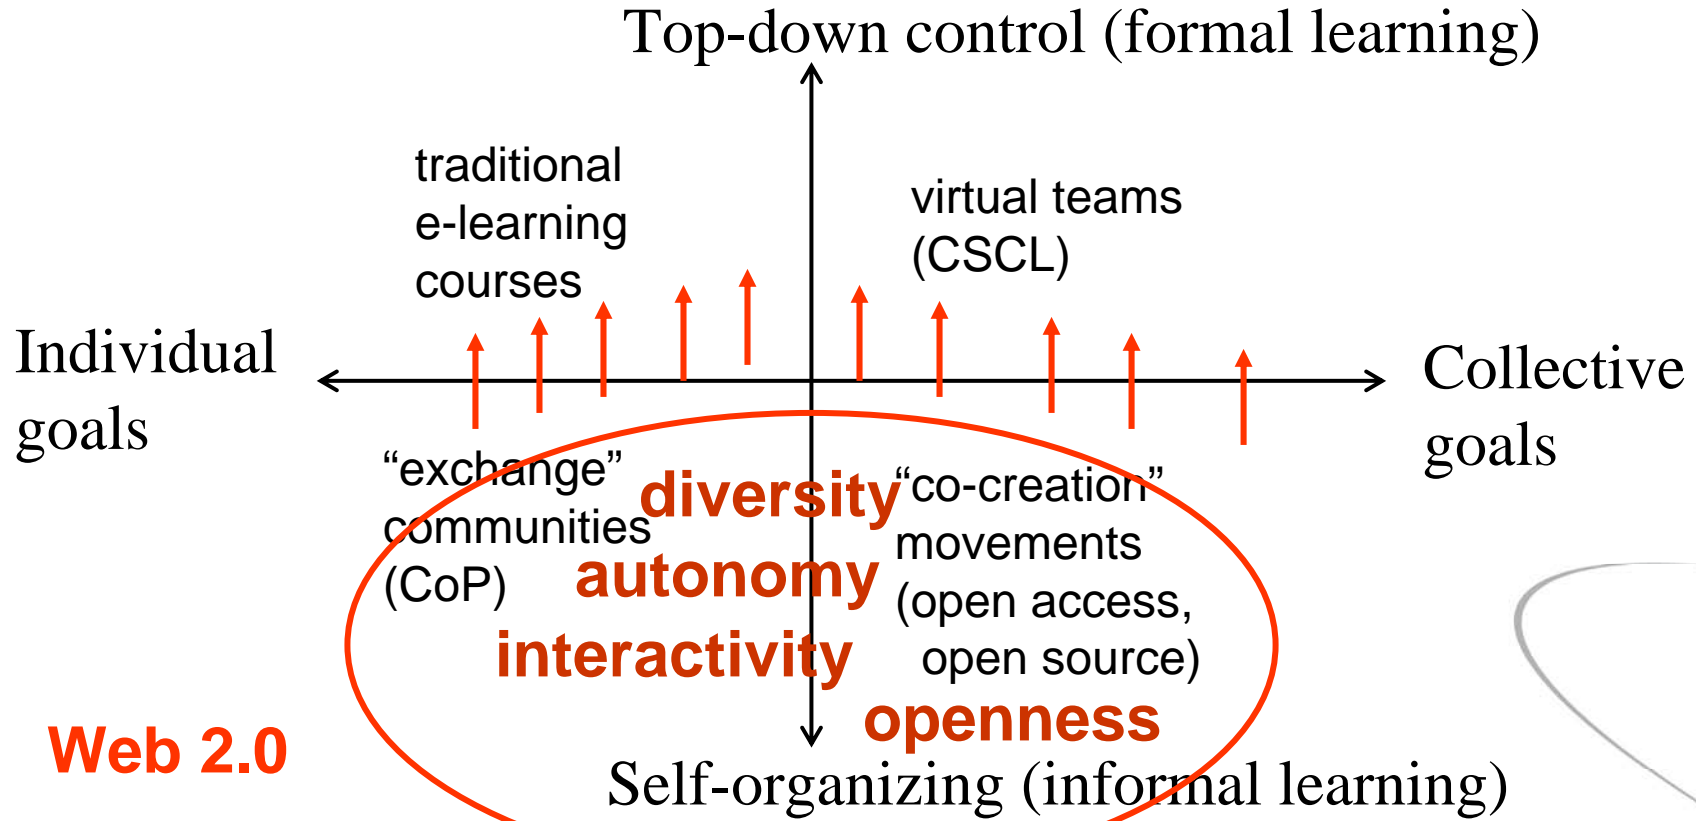 Top-down control (formal learning)
traditional
e-learning
courses
virtual teams
(CSCL)
Individual
goals
Collective
goals
“exchange”
communities
(CoP)
diversity
autonomy
interactivity
“co-creation”
movements
(open access,
open source)
openness
Web 2.0
Self-organizing (informal learning)